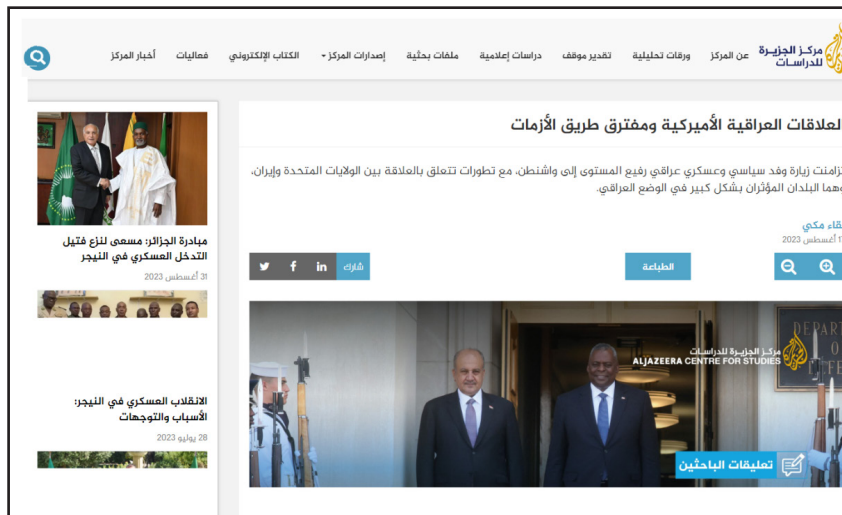 مركز الجزيرة
للدراسات
عن المركز
ورقات تحليلية
تقدير موقف
دراسات إعلامية
ملفات بحثية
إصدارات المركز
الكتاب الإلكتروني
فعاليات
أخبار المركز
العلاقات العراقية الأميركية ومفترق طريق الأزمات
تزامنت زيارة وفد سياسي وعسكري عراقي رفيع المستوى إلى واشنطن، مع تطورات تتعلق بالعلاقة بين الولايات المتحدة وإيران،
وهما البلدان المؤثران بشكل كبير في الوضع العراقي.
مكي
أغسطس 2023
الطباعة
شارك
in f
مركز الجزيرة للدراسات
ALJAZEERA CENTRE FOR STUDIES
تعليقات الباحثين
مبادرة الجزائر: مسعى لنزع فتيل
التدخل العسكري في النيجر
31 أغسطس 2023
الانقلاب العسكري في النيجر:
الأسباب والتوجهات
28 يوليو 2023